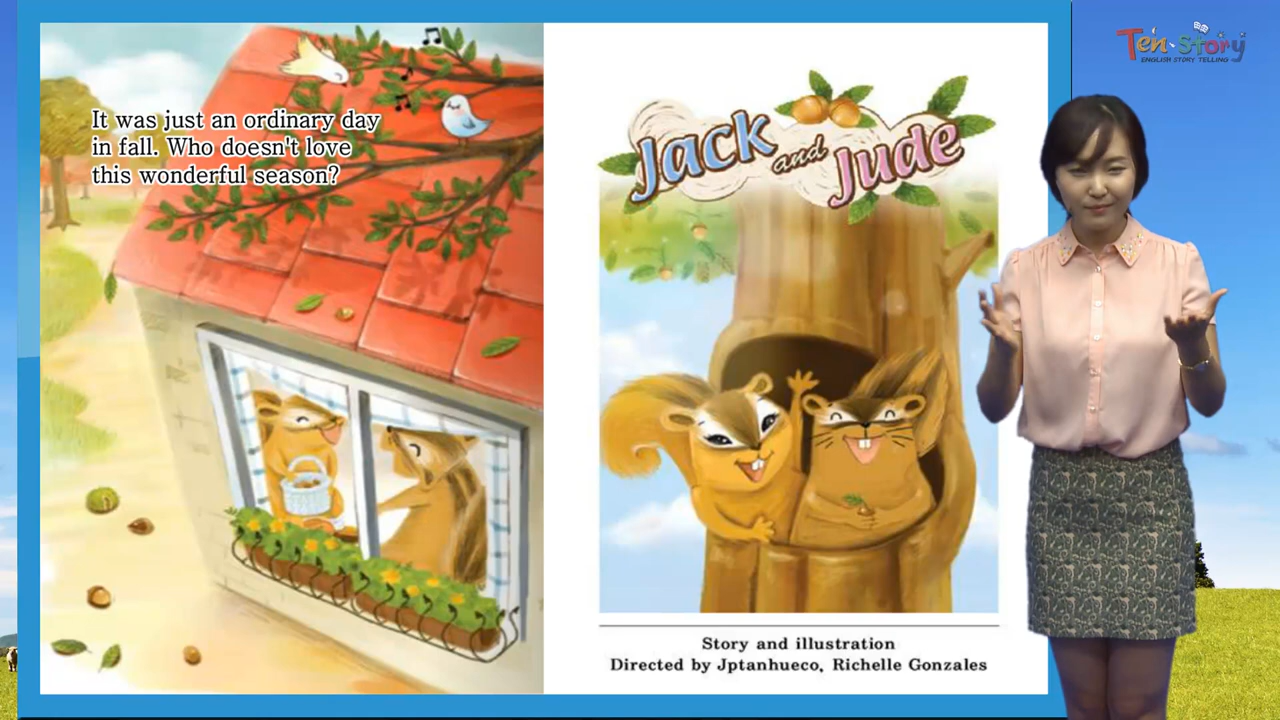 It was just an ordinary day
in fall. Who doesn't love
this wonderful season?
Jack and Jude
Story and illustration
Directed by Jptanhueco, Richelle Gonzales
Ten Story
ENGLISH STORY TELLING